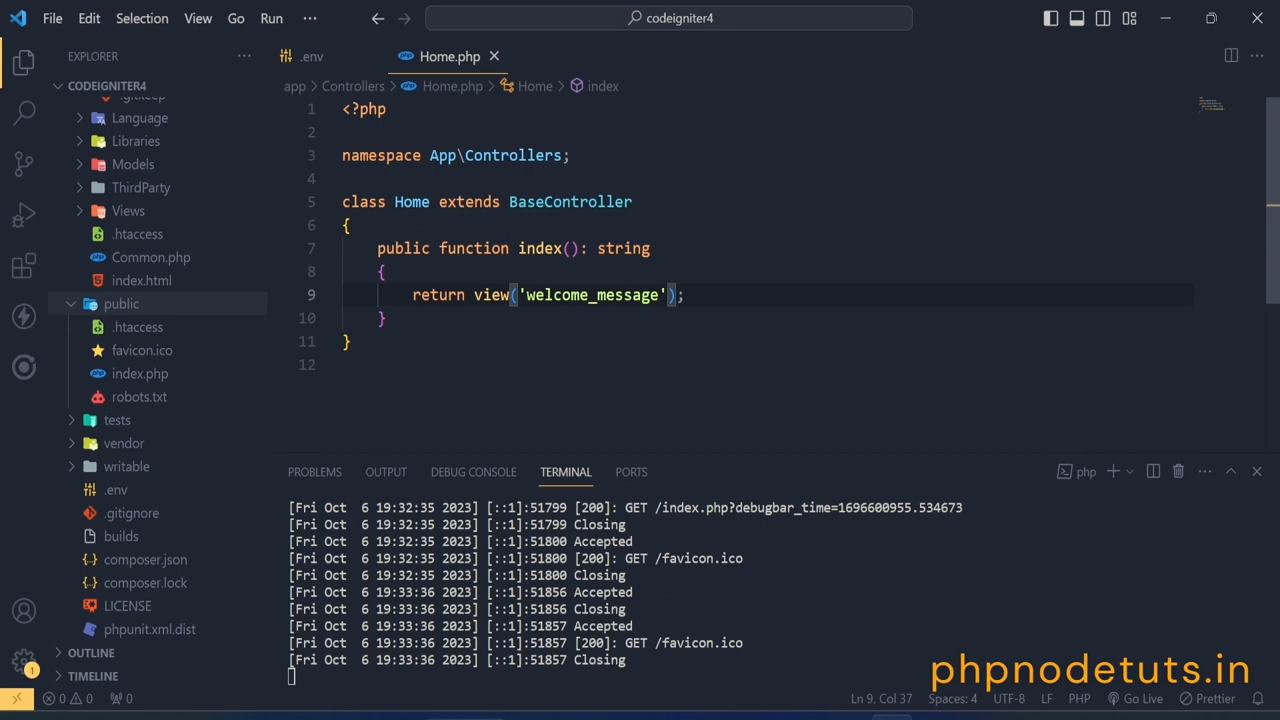 File Edit Selection View Go Run ··· codeigniter4
EXPLORER ···
CODEIGNITER4
.gitkeep
Language
Libraries
Models
ThirdParty
Views
.htaccess
Common.php
index.html
public
.htaccess
favicon.ico
index.php
robots.txt
tests
vendor
writable
.env
.gitignore
builds
composer.json
composer.lock
LICENSE
phpunit.xml.dist
OUTLINE
TIMELINE
1
.env Home.php
app > Controllers > Home.php > Home > index
1 <?php
2
3 namespace App\Controllers;
4
5 class Home extends BaseController
6 {
7 public function index(): string
8 {
9 return view('welcome_message');
10 }
11 }
12
PROBLEMS OUTPUT DEBUG CONSOLE TERMINAL PORTS php
[Fri Oct  6 19:32:35 2023] [::1]:51799 [200]: GET /index.php?debugbar_time=1696600955.534673
[Fri Oct  6 19:32:35 2023] [::1]:51799 Closing
[Fri Oct  6 19:32:35 2023] [::1]:51800 Accepted
[Fri Oct  6 19:32:35 2023] [::1]:51800 [200]: GET /favicon.ico
[Fri Oct  6 19:32:35 2023] [::1]:51800 Closing
[Fri Oct  6 19:33:36 2023] [::1]:51856 Accepted
[Fri Oct  6 19:33:36 2023] [::1]:51856 Closing
[Fri Oct  6 19:33:36 2023] [::1]:51857 Accepted
[Fri Oct  6 19:33:36 2023] [::1]:51857 [200]: GET /favicon.ico
[Fri Oct  6 19:33:36 2023] [::1]:51857 Closing
phpnodetuts.in
0 0 0 Ln 9, Col 37 Spaces: 4 UTF-8 LF PHP Go Live Prettier